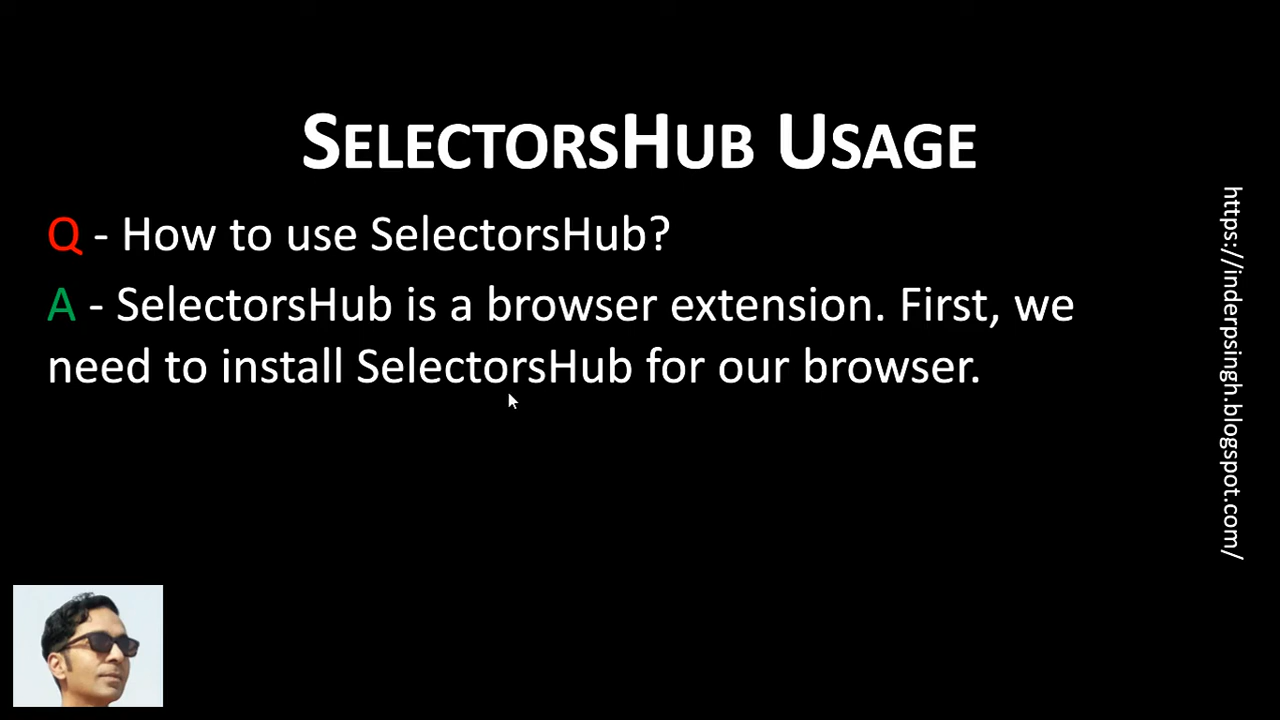 SELECTORSHUB USAGE
Q - How to use SelectorsHub?
A - SelectorsHub is a browser extension. First, we
need to install SelectorsHub for our browser.
https://inderpsingh.blogspot.com/